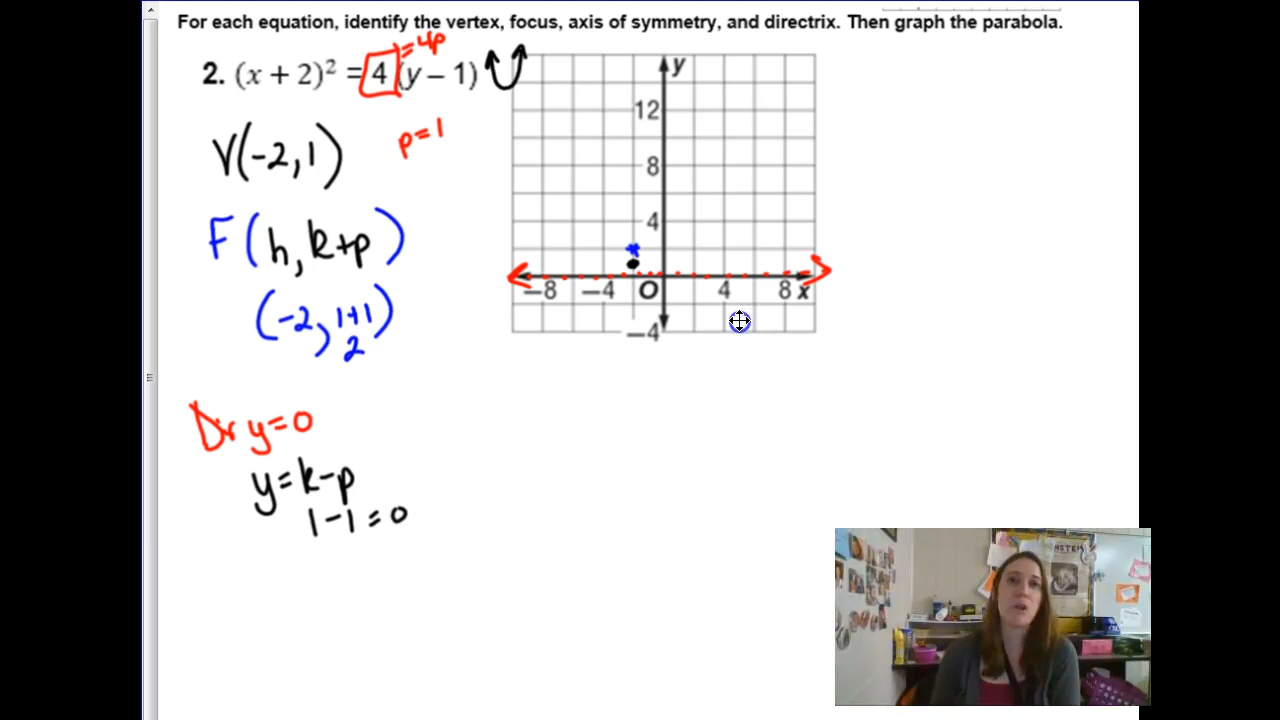 For each equation, identify the vertex, focus, axis of symmetry, and directrix. Then graph the parabola.
= 4p
2. (x + 2)² = 4(y – 1)
p=1
V(-2,1)
F(h, k+p)
(-2, 1+1)
2
Dir y=0
y=k-p
1-1=0
y
12
8
4
–8 –4 O 4 8 x
–4